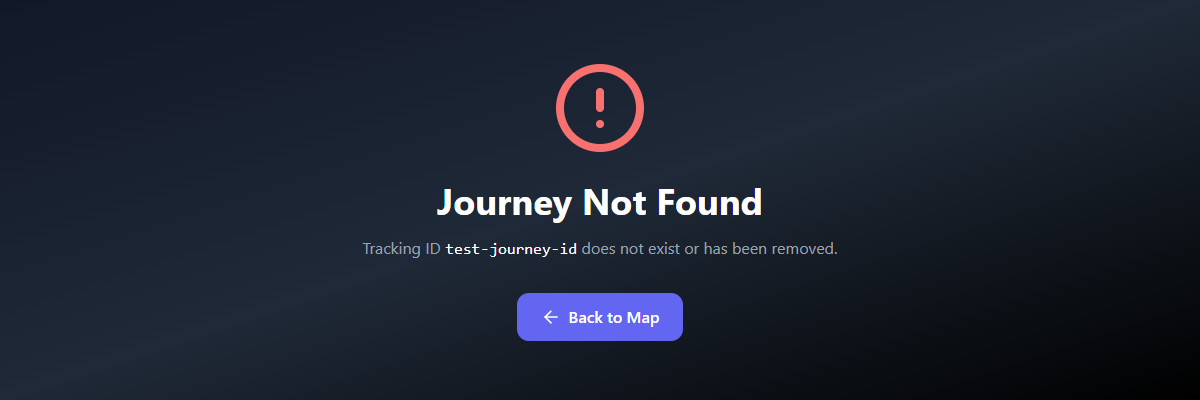 Journey Not Found
Tracking ID test-journey-id does not exist or has been removed.
Back to Map